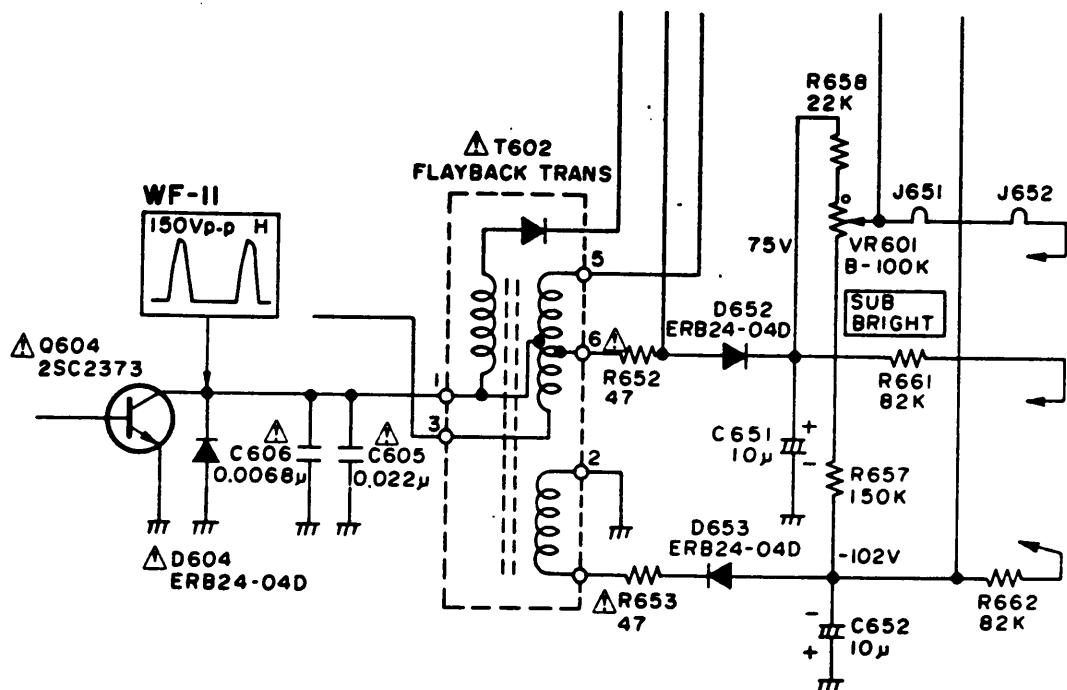 R658
22K
⚠ T602
FLAYBACK TRANS
WF-11
150Vp-p H
J651
J652
75V
VR601
B-100K
SUB
BRIGHT
5
D652
ERB24-04D
⚠ Q604
2SC2373
6
⚠
R652
47
R661
82K
1
3
⚠
C606
0.0068μ
⚠
C605
0.022μ
C651
10μ
+
-
2
R657
150K
D653
ERB24-04D
-102V
⚠ D604
ERB24-04D
⚠ R653
47
R662
82K
-
+
C652
10μ